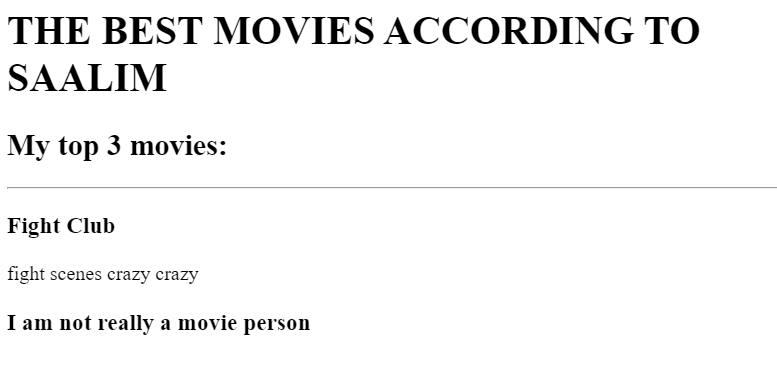 THE BEST MOVIES ACCORDING TO
SAALIM
My top 3 movies:
Fight Club
fight scenes crazy crazy
I am not really a movie person